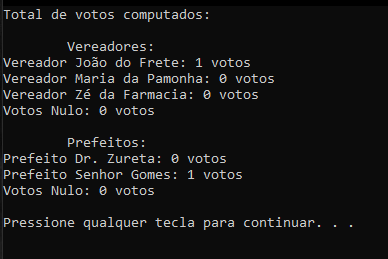 Total de votos computados:
Vereadores:
Vereador João do Frete: 1 votos
Vereador Maria da Pamonha: 0 votos
Vereador Zé da Farmacia: 0 votos
Votos Nulo: 0 votos
Prefeitos:
Prefeito Dr. Zureta: 0 votos
Prefeito Senhor Gomes: 1 votos
Votos Nulo: 0 votos
Pressione qualquer tecla para continuar. . .